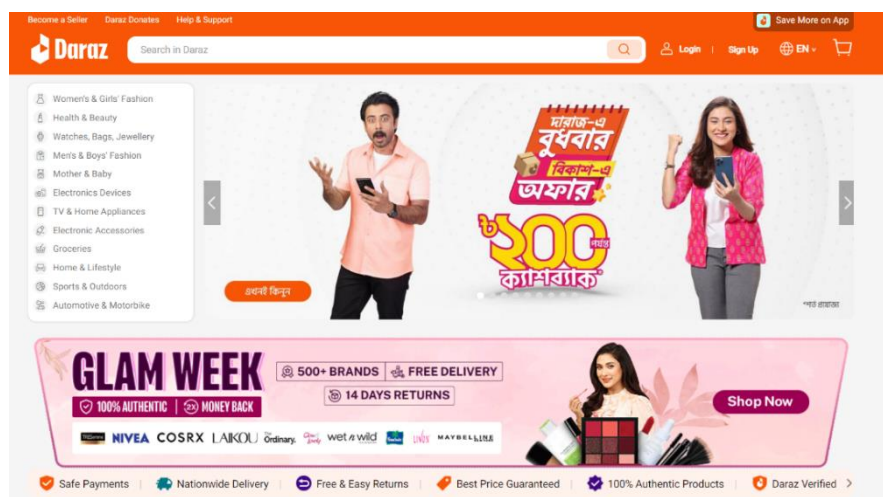 Become a Seller Daraz Donates Help & Support
Save More on App
Daraz
Search in Daraz
Login | Sign Up
EN
Women's & Girls' Fashion
Health & Beauty
Watches, Bags, Jewellery
Men's & Boys' Fashion
Mother & Baby
Electronics Devices
TV & Home Appliances
Electronic Accessories
Groceries
Home & Lifestyle
Sports & Outdoors
Automotive & Motorbike
দারাজ-এ
বুধবার
বিকাশ-এ
অফার
৳২০০ পর্যন্ত
ক্যাশব্যাক*
এখনই কিনুন
*শর্ত প্রযোজ্য
GLAM WEEK
100% AUTHENTIC | 2X MONEY BACK
500+ BRANDS | FREE DELIVERY
14 DAYS RETURNS
Shop Now
NIVEA COSRX LAIKOU The Ordinary. wet n wild MAYBELLINE
Safe Payments | Nationwide Delivery | Free & Easy Returns | Best Price Guaranteed | 100% Authentic Products | Daraz Verified